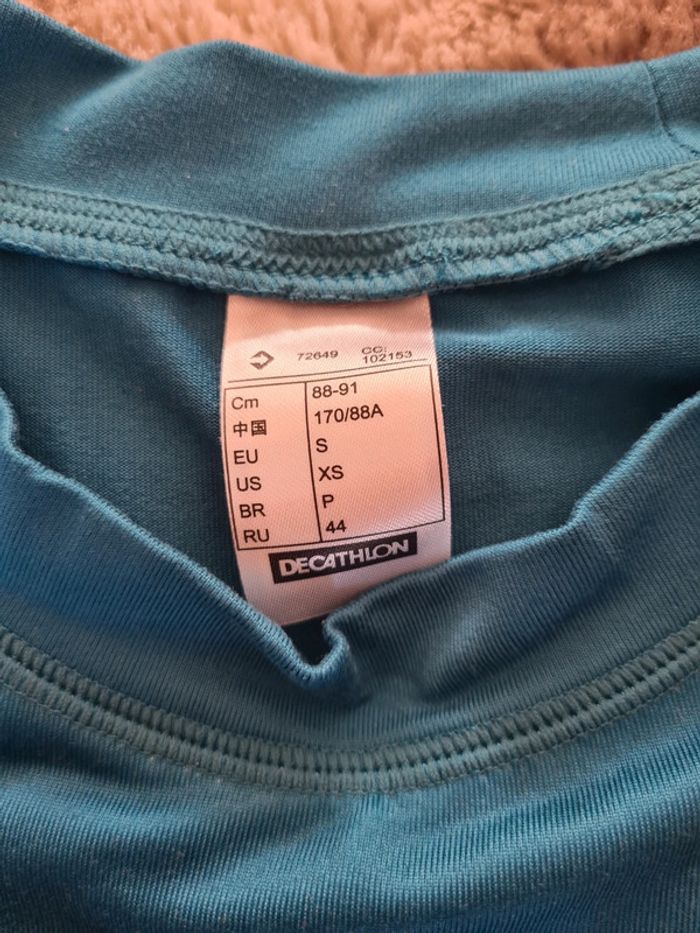 72649 CC: 102153
Cm 88-91
中国 170/88A
EU S
US XS
BR P
RU 44
DECATHLON